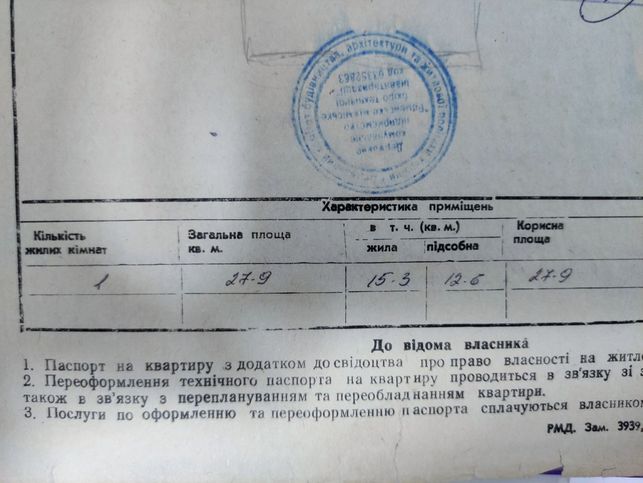 Характеристика приміщень
Кількість жилих кімнат
Загальна площа кв. м.
в т. ч. (кв. м.)
жила
підсобна
Корисна площа
1
27-9
15-3
12-6
27-9
До відома власника
1. Паспорт на квартиру з додатком до свідоцтва про право власності на житло
2. Переоформлення технічного паспорта на квартиру проводиться в зв'язку зі з
також в зв'язку з переплануванням та переобладнанням квартири.
3. Послуги по оформленню та переоформленню паспорта сплачуються власником
РМД. Зам. 3939,